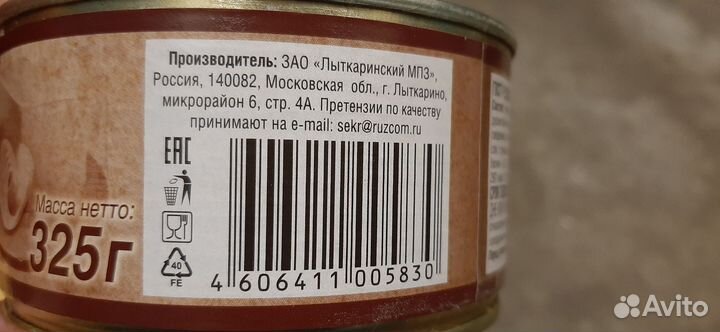 Производитель: ЗАО «Лыткаринский МПЗ»,
Россия, 140082, Московская обл., г. Лыткарино,
микрорайон 6, стр. 4А. Претензии по качеству
принимают на e-mail: sekr@ruzcom.ru
EAC
Масса нетто:
325г
40
FE
4 606411 005830
ГОСТ
Avito